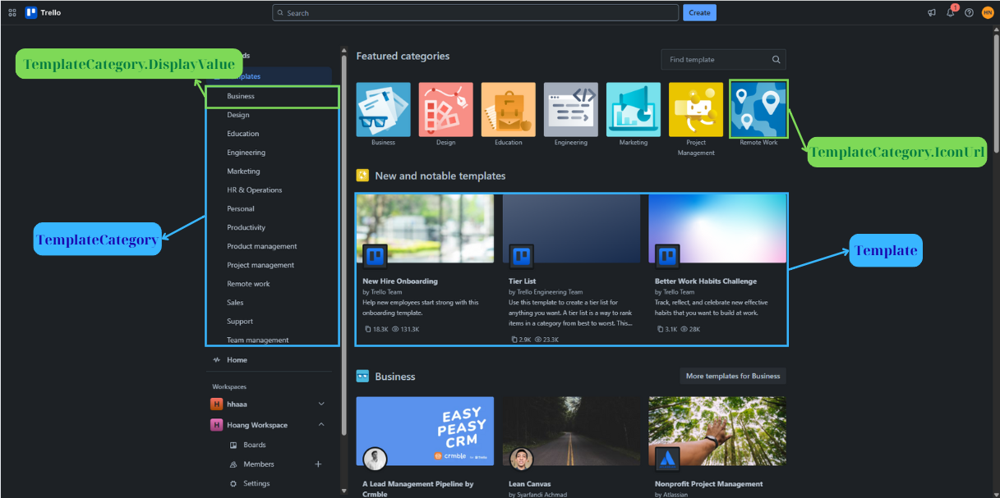 Trello
Search
Create
1
HN
TemplateCategory.DisplayValue
Business
Design
Education
Engineering
Marketing
HR & Operations
Personal
Productivity
Product management
Project management
Remote work
Sales
Support
Team management
Home
TemplateCategory
Workspaces
H hhaaa
H Hoang Workspace
Boards
Members
Settings
Featured categories
Find template
Business
Design
Education
Engineering
Marketing
Project
Management
Remote Work
TemplateCategory.IconUrl
New and notable templates
New Hire Onboarding
by Trello Team
Help new employees start strong with this
onboarding template.
18.3K 131.3K
Tier List
by Trello Engineering Team
Use this template to create a tier list for
anything you want. A tier list is a way to rank
items in a category from best to worst. This...
2.9K 23.3K
Better Work Habits Challenge
by Trello Team
Track, reflect, and celebrate new effective
habits that you want to build at work.
3.1K 28K
Template
Business
More templates for Business
EASY
PEASY
CRM
crmble
A Lead Management Pipeline by
Crmble
Lean Canvas
by Syarfandi Achmad
Nonprofit Project Management
by Atlassian